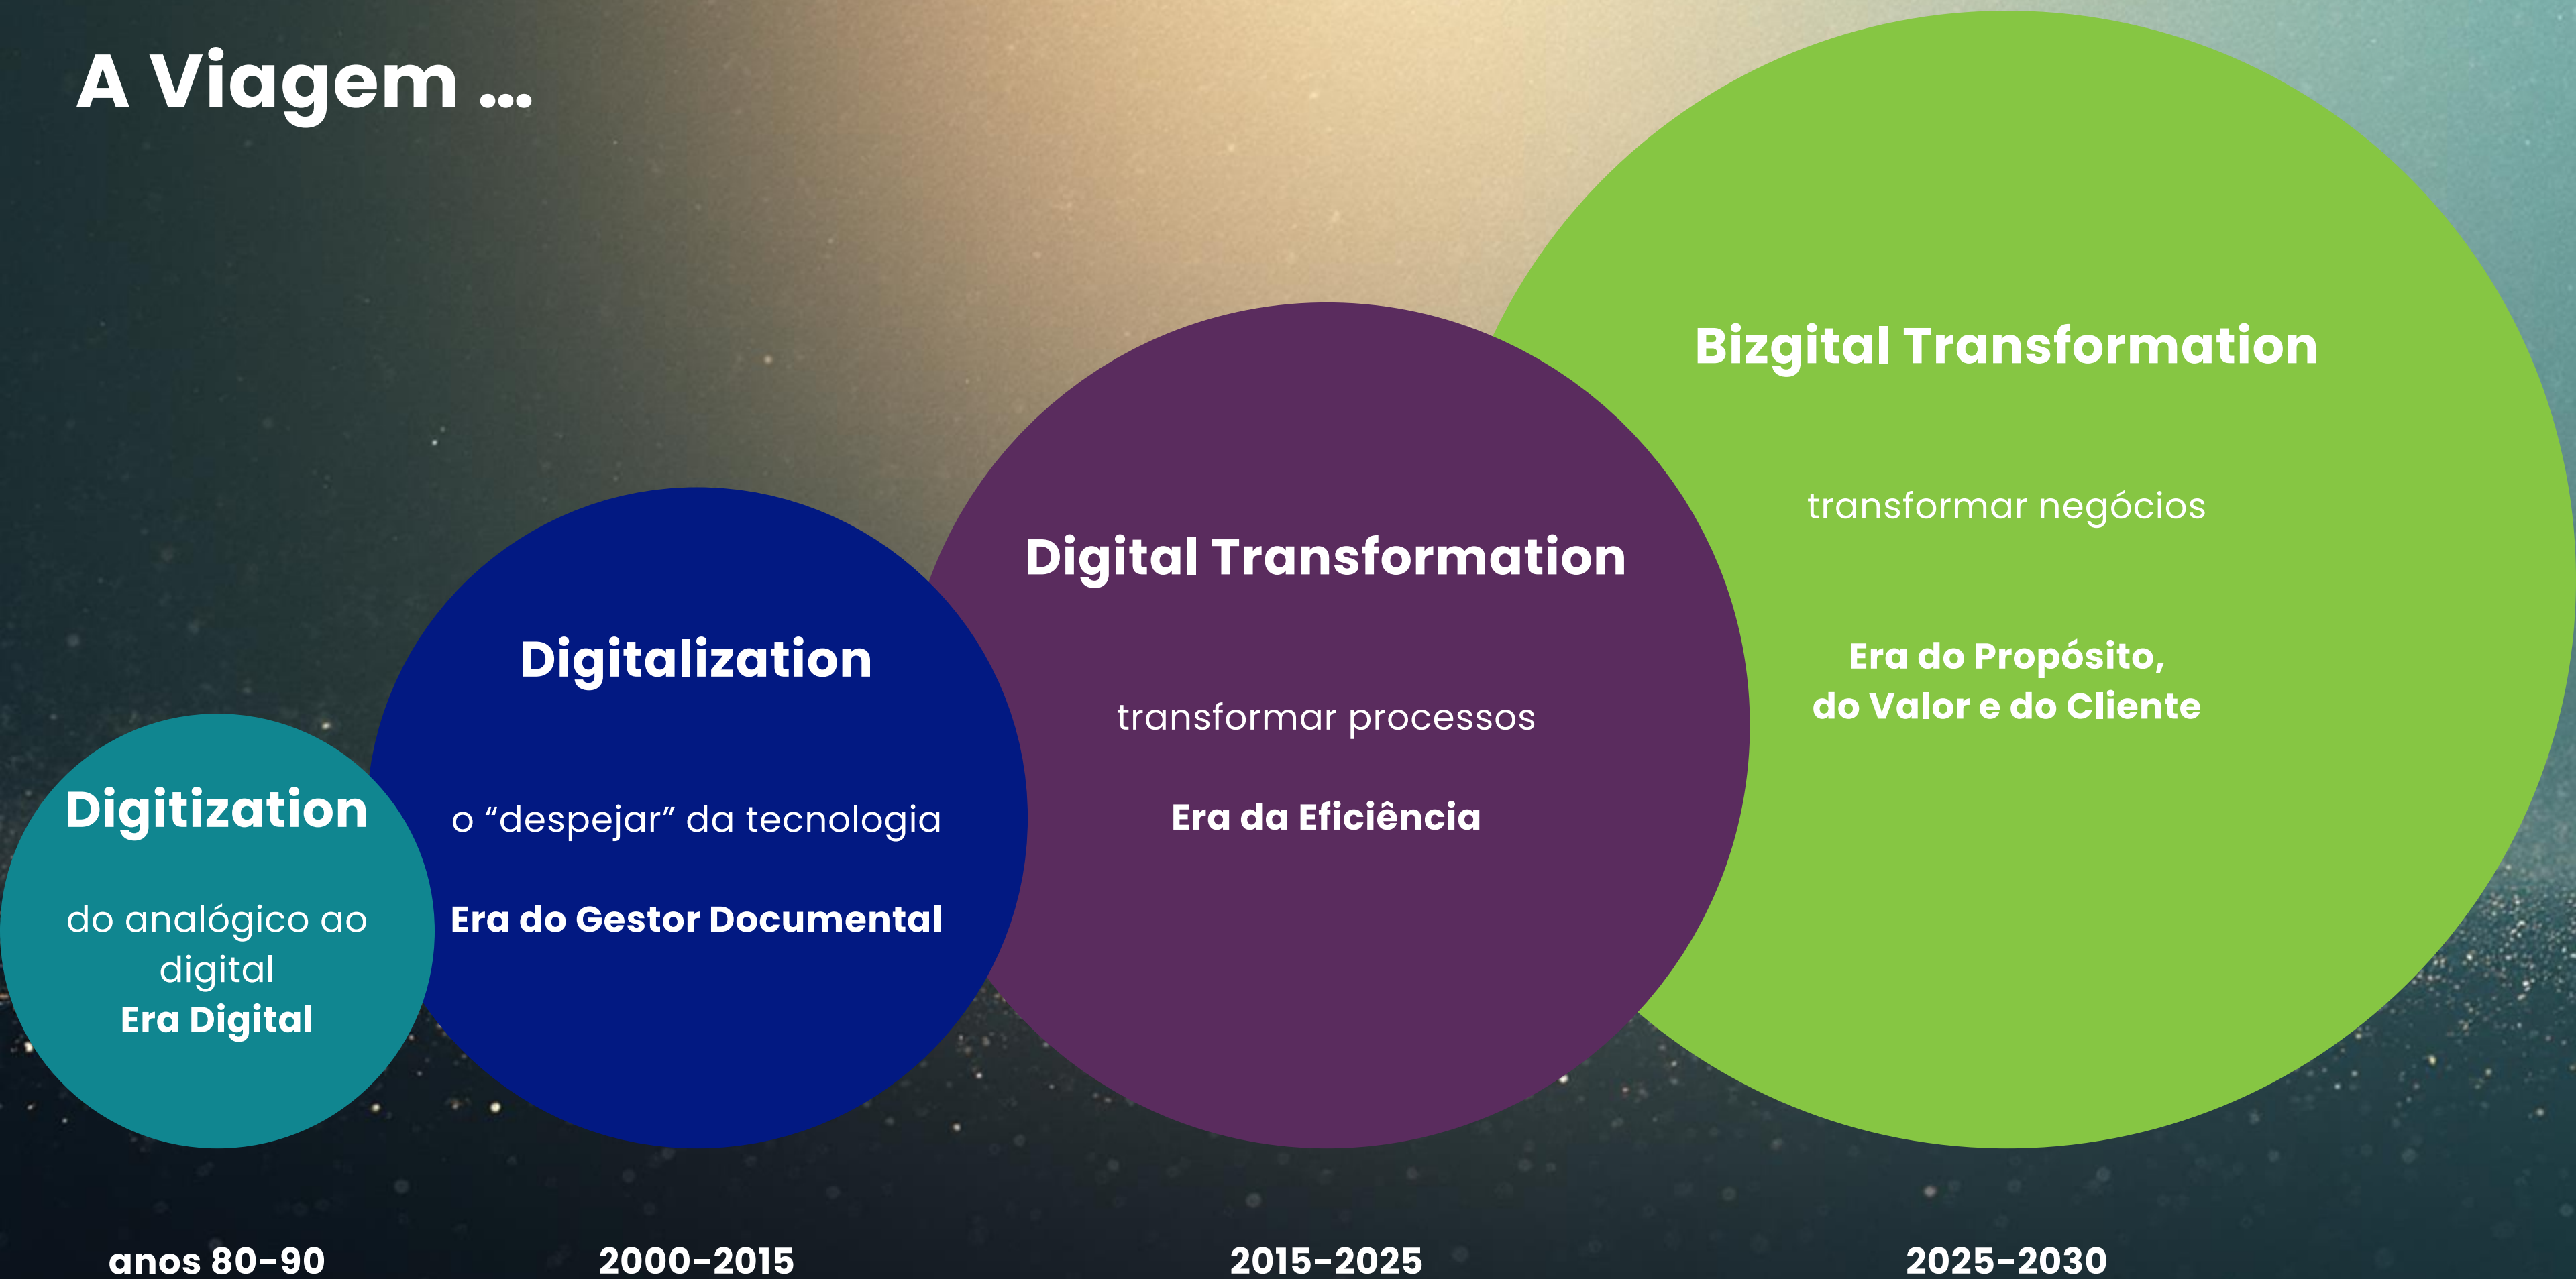 A Viagem ...
Digitization
do analógico ao
digital
Era Digital
anos 80-90
Digitalization
o “despejar” da tecnologia
Era do Gestor Documental
2000-2015
Digital Transformation
transformar processos
Era da Eficiência
2015-2025
Bizgital Transformation
transformar negócios
Era do Propósito,
do Valor e do Cliente
2025-2030